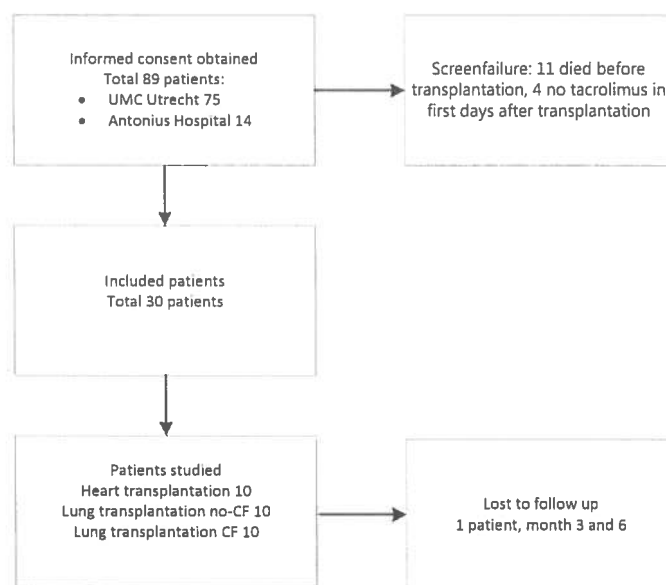 Informed consent obtained
Total 89 patients:
• UMC Utrecht 75
• Antonius Hospital 14
Screenfailure: 11 died before
transplantation, 4 no tacrolimus in
first days after transplantation
Included patients
Total 30 patients
Patients studied
Heart transplantation 10
Lung transplantation no-CF 10
Lung transplantation CF 10
Lost to follow up
1 patient, month 3 and 6